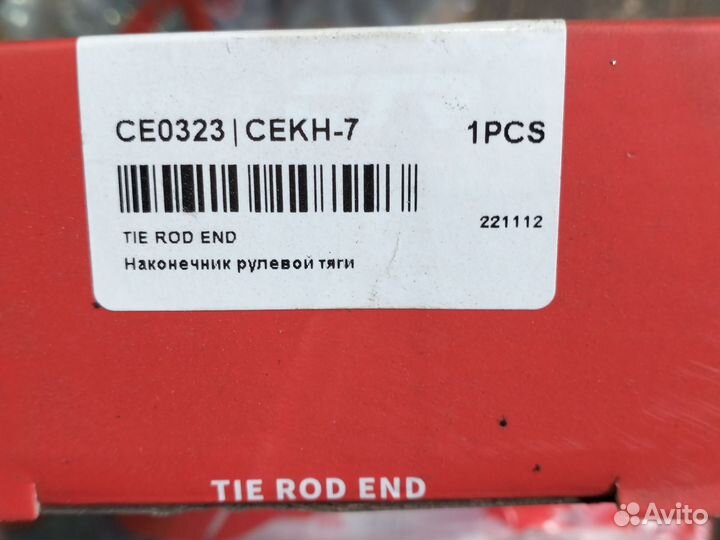 CE0323 | CEKH-7 1PCS
221112
TIE ROD END
Наконечник рулевой тяги
TIE ROD END
Avito